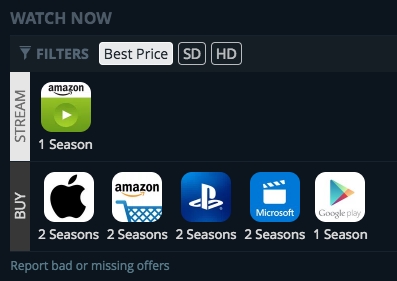 WATCH NOW
FILTERS Best Price SD HD
STREAM
amazon
1 Season
BUY
amazon
Microsoft
Google play
2 Seasons 2 Seasons 2 Seasons 2 Seasons 1 Season
Report bad or missing offers